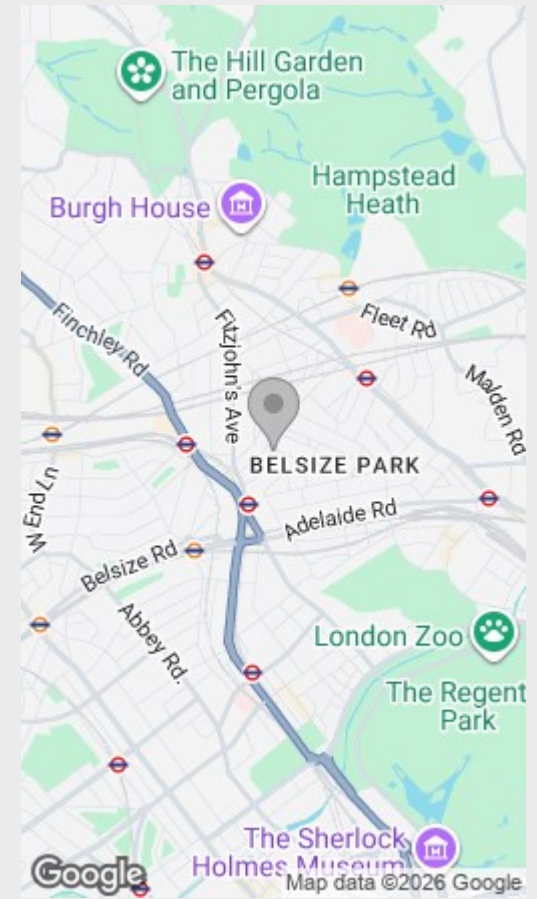 The Hill Garden
and Pergola
Hampstead
Heath
Burgh House
Finchley Rd
Fitzjohn's Ave
Fleet Rd
Malden Rd
BELSIZE PARK
W End Ln
Adelaide Rd
Belsize Rd
Abbey Rd.
London Zoo
The Regent
Park
The Sherlock
Holmes Museum
Google
Map data ©2026 Google